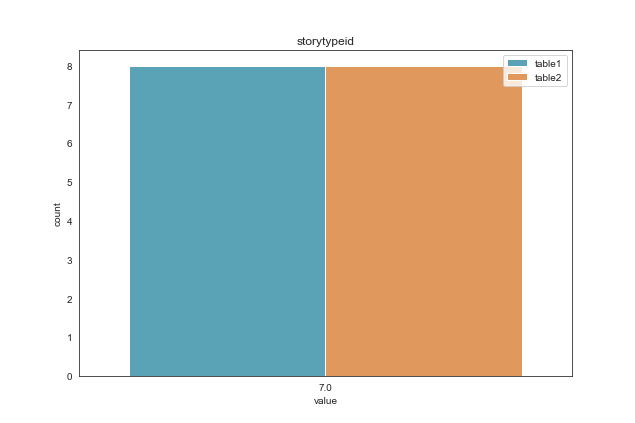 storytypeid
table1
table2
8
7
6
5
4
3
2
1
0
count
7.0
value